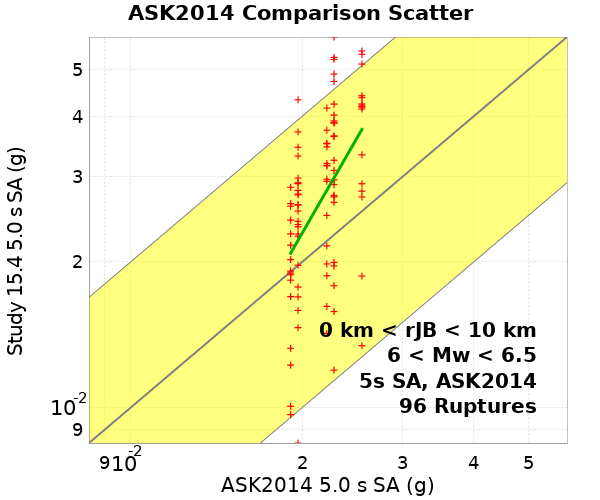 ASK2014 Comparison Scatter
Study 15.4 5.0 s SA (g)
5
4
3
2
10-2
9
0 km < rJB < 10 km
6 < Mw < 6.5
5s SA, ASK2014
96 Ruptures
9 10-2 2 3 4 5
ASK2014 5.0 s SA (g)